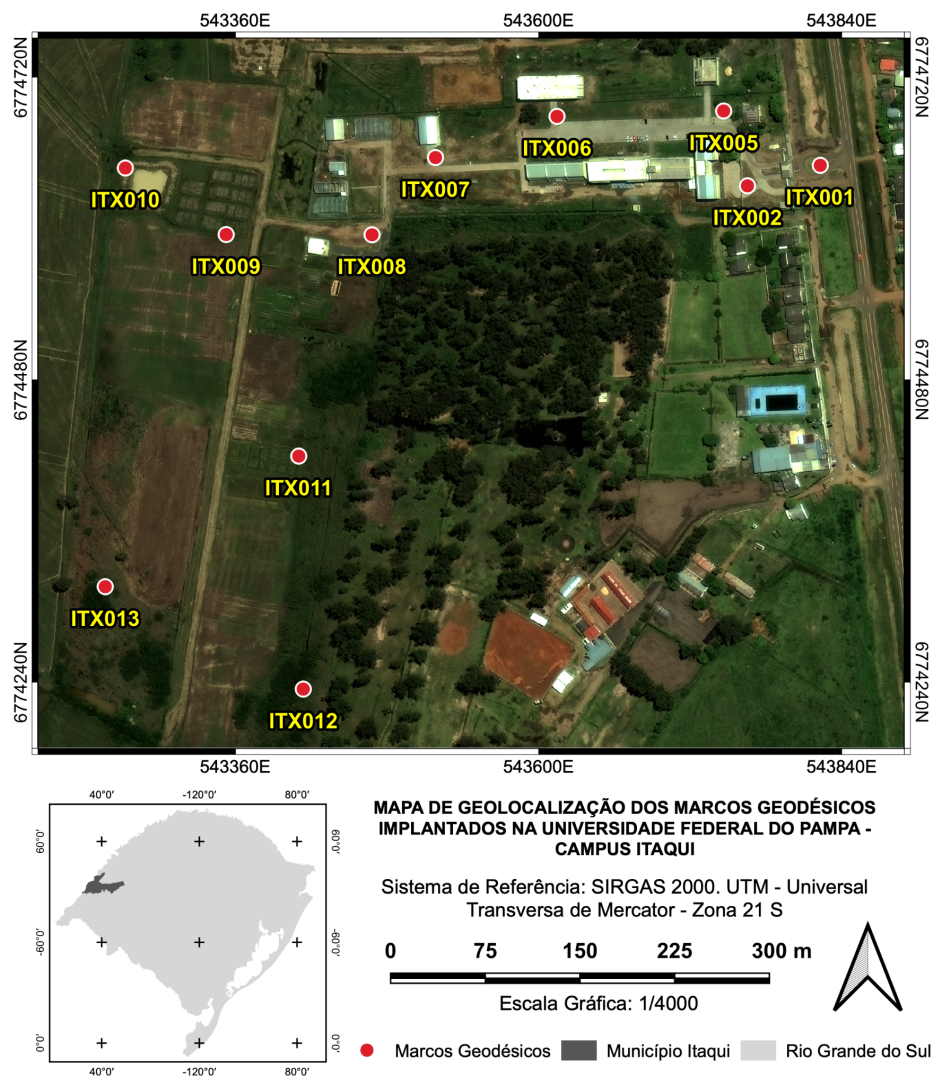 543360E 543600E 543840E
6774720N 6774720N
ITX005
ITX006
ITX007
ITX010 ITX001
ITX002
ITX009 ITX008
6774480N 6774480N
ITX011
ITX013
6774240N 6774240N
ITX012
543360E 543600E 543840E
40°0' -120°0' 80°0'
60°0' 60°0'
-60°0' -60°0'
0°0' 0°0'
40°0' -120°0' 80°0'
MAPA DE GEOLOCALIZAÇÃO DOS MARCOS GEODÉSICOS
IMPLANTADOS NA UNIVERSIDADE FEDERAL DO PAMPA -
CAMPUS ITAQUI
Sistema de Referência: SIRGAS 2000. UTM - Universal
Transversa de Mercator - Zona 21 S
0 75 150 225 300 m
Escala Gráfica: 1/4000
Marcos Geodésicos Município Itaqui Rio Grande do Sul